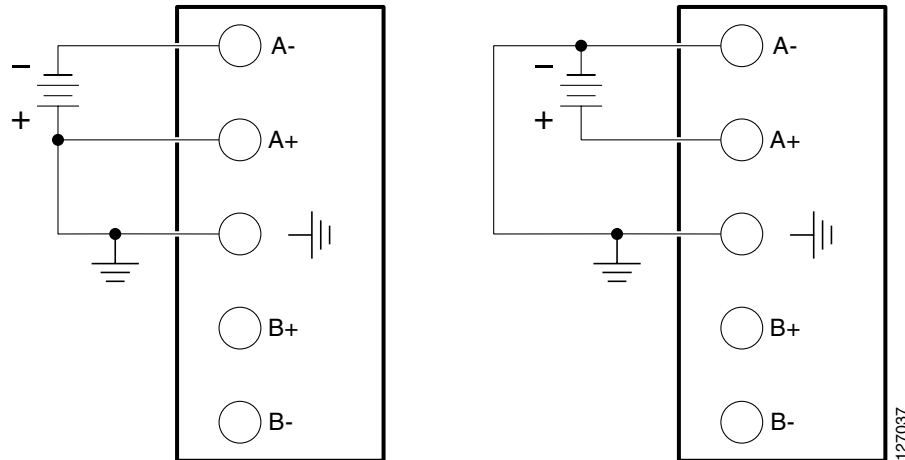 A-
−
+
A+
B+
B-
A-
−
+
A+
B+
B-
127037